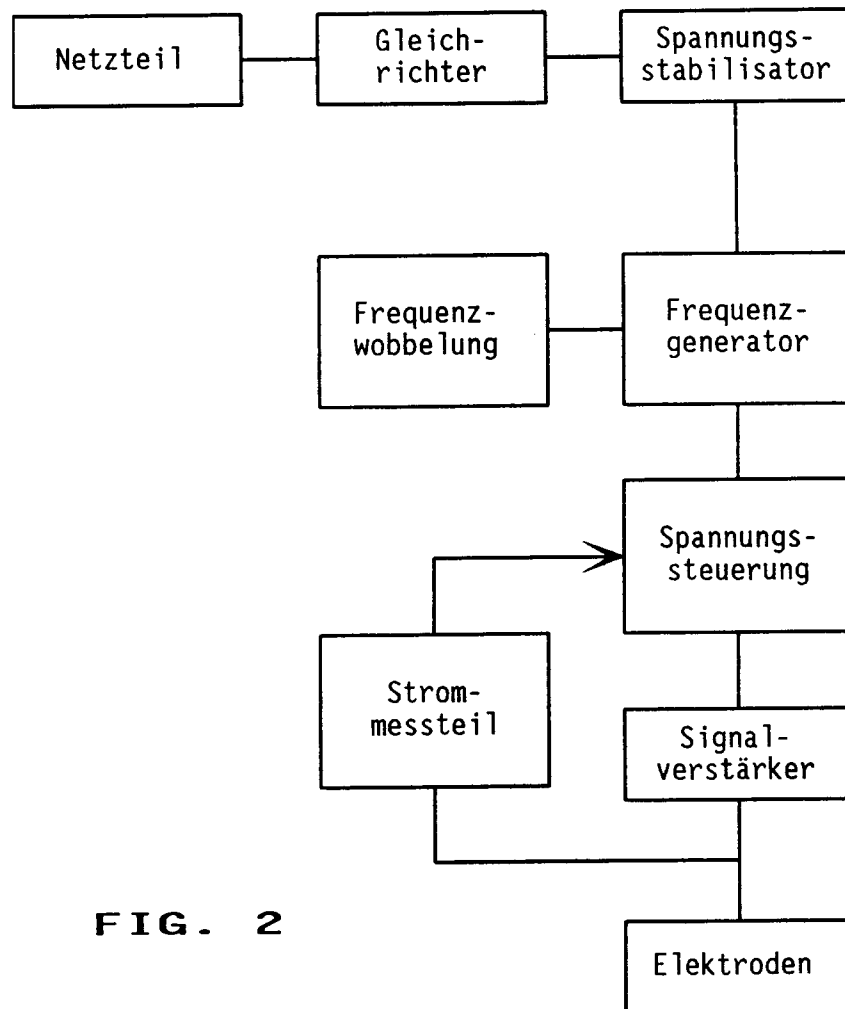 Netzteil
Gleich-
richter
Spannungs-
stabilisator
Frequenz-
wobbelung
Frequenz-
generator
Spannungs-
steuerung
Strom-
messteil
Signal-
verstärker
Elektroden
FIG. 2